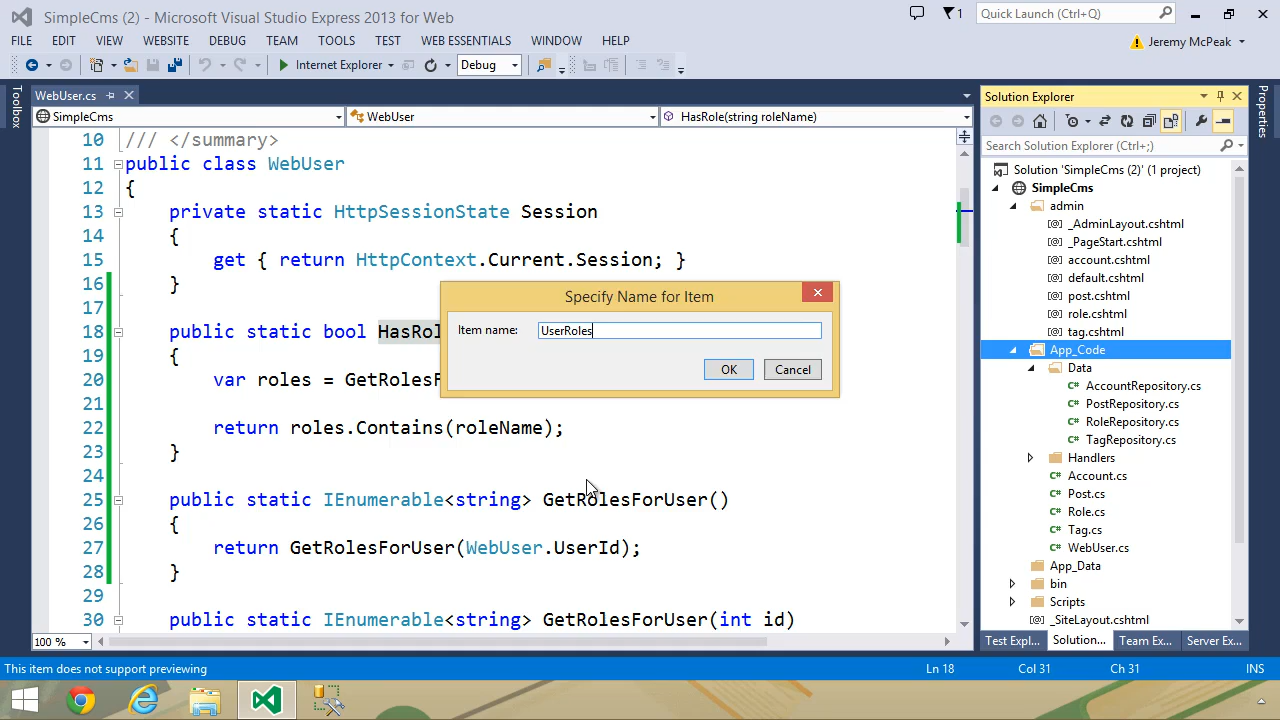 SimpleCms (2) - Microsoft Visual Studio Express 2013 for Web
1
Quick Launch (Ctrl+Q)
FILE EDIT VIEW WEBSITE DEBUG TEAM TOOLS TEST WEB ESSENTIALS WINDOW HELP
Jeremy McPeak
Internet Explorer
Debug
Toolbox
WebUser.cs
SimpleCms
WebUser
HasRole(string roleName)
10 /// </summary>
11 public class WebUser
12 {
13 private static HttpSessionState Session
14 {
15 get { return HttpContext.Current.Session; }
16 }
17
18 public static bool HasRol
19 {
20 var roles = GetRolesF
21
22 return roles.Contains(roleName);
23 }
24
25 public static IEnumerable<string> GetRolesForUser()
26 {
27 return GetRolesForUser(WebUser.UserId);
28 }
29
30 public static IEnumerable<string> GetRolesForUser(int id)
100 %
Specify Name for Item
Item name: UserRoles
OK Cancel
Solution Explorer
Search Solution Explorer (Ctrl+;)
Solution 'SimpleCms (2)' (1 project)
SimpleCms
admin
_AdminLayout.cshtml
_PageStart.cshtml
account.cshtml
default.cshtml
post.cshtml
role.cshtml
tag.cshtml
App_Code
Data
AccountRepository.cs
PostRepository.cs
RoleRepository.cs
TagRepository.cs
Handlers
Account.cs
Post.cs
Role.cs
Tag.cs
WebUser.cs
App_Data
bin
Scripts
_SiteLayout.cshtml
Test Expl... Solution... Team Ex... Server Ex...
Properties
This item does not support previewing
Ln 18 Col 31 Ch 31 INS